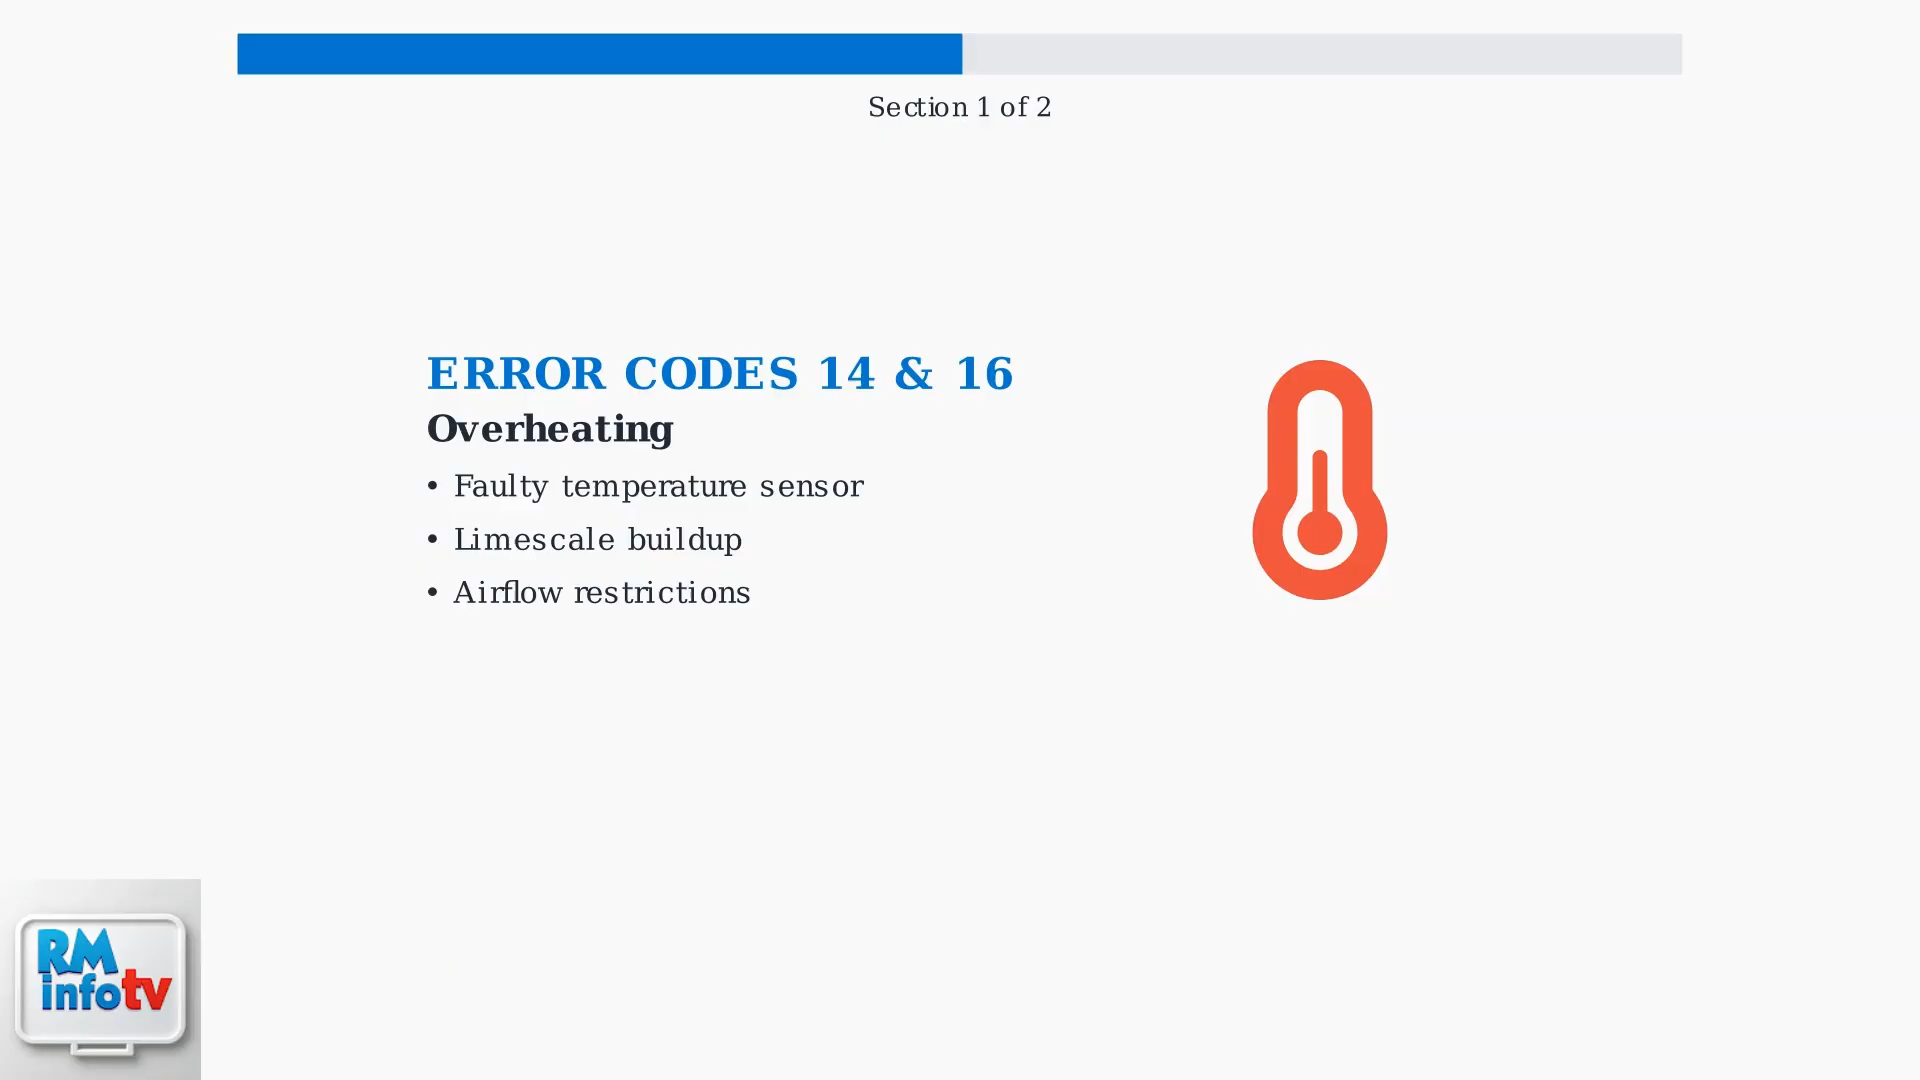 Section 1 of 2
ERROR CODES 14 & 16
Overheating
• Faulty temperature sensor
• Limescale buildup
• Airflow restrictions
RM
infotv